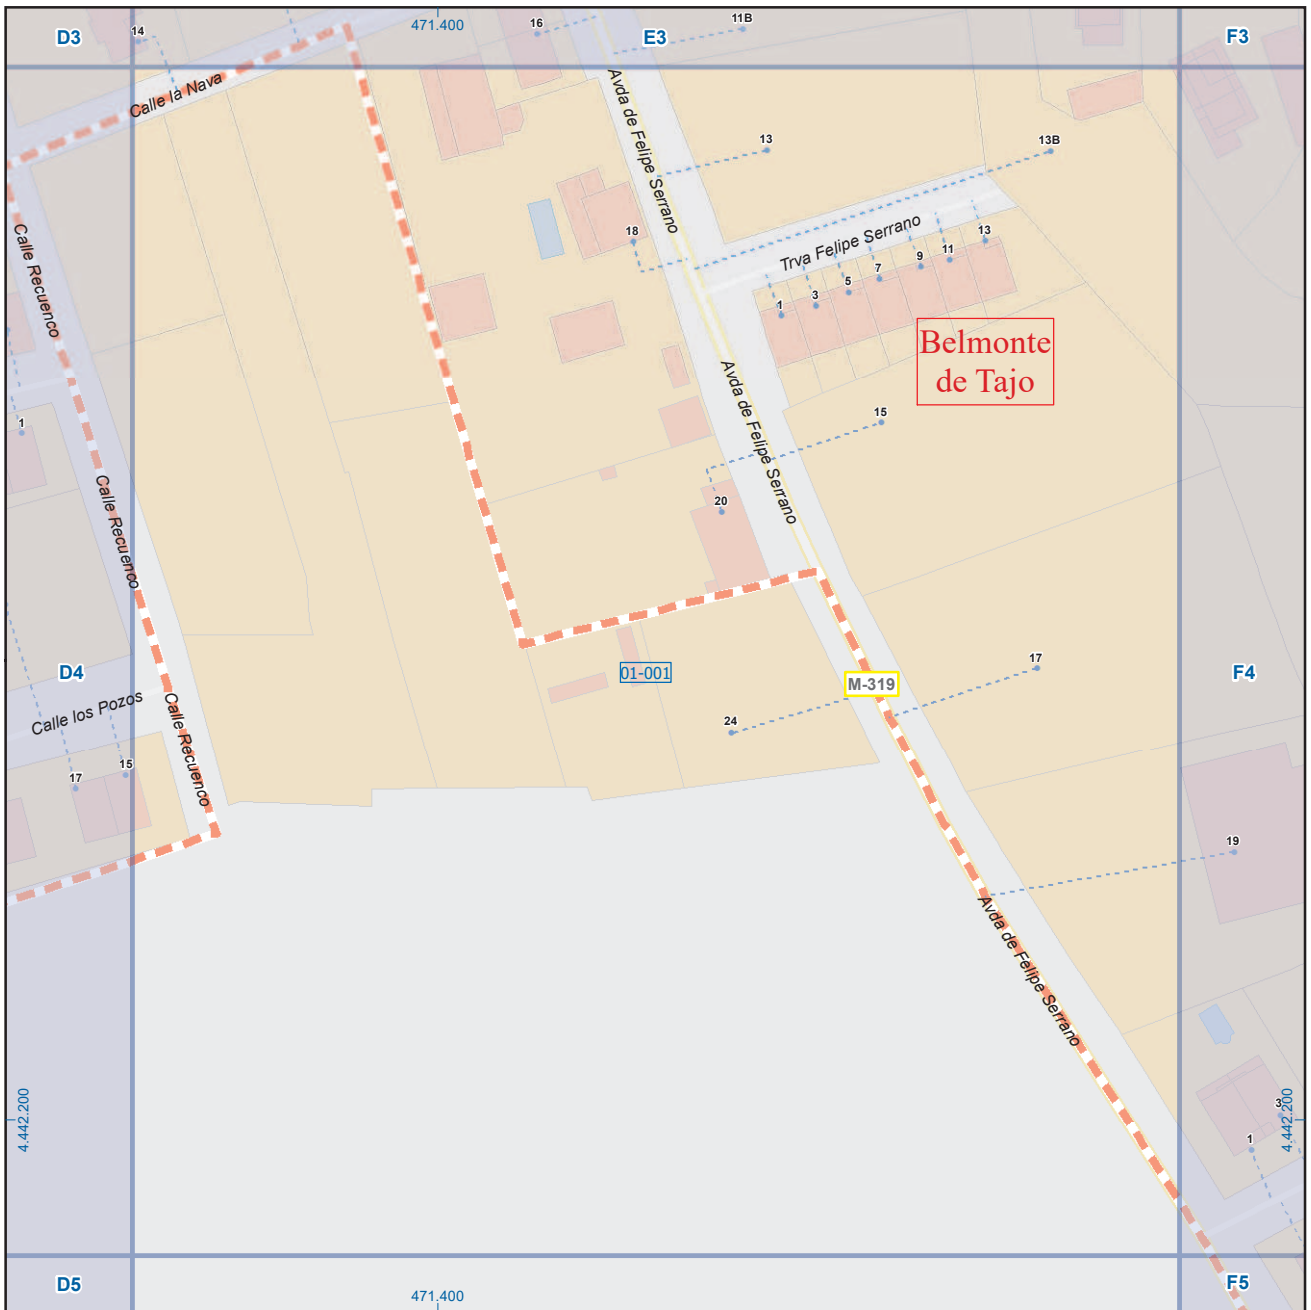 D3
14
471.400
16
11B
E3
F3
Calle la Nava
Avda de Felipe Serrano
13
13B
Calle Recuenco
18
Trva Felipe Serrano
1
3
5
7
9
11
13
Belmonte
de Tajo
Avda de Felipe Serrano
1
15
Calle Recuenco
20
D4
01-001
M-319
17
F4
Calle los Pozos
Calle Recuenco
24
17
15
19
Avda de Felipe Serrano
4.442.200
3
4.442.200
1
D5
471.400
F5